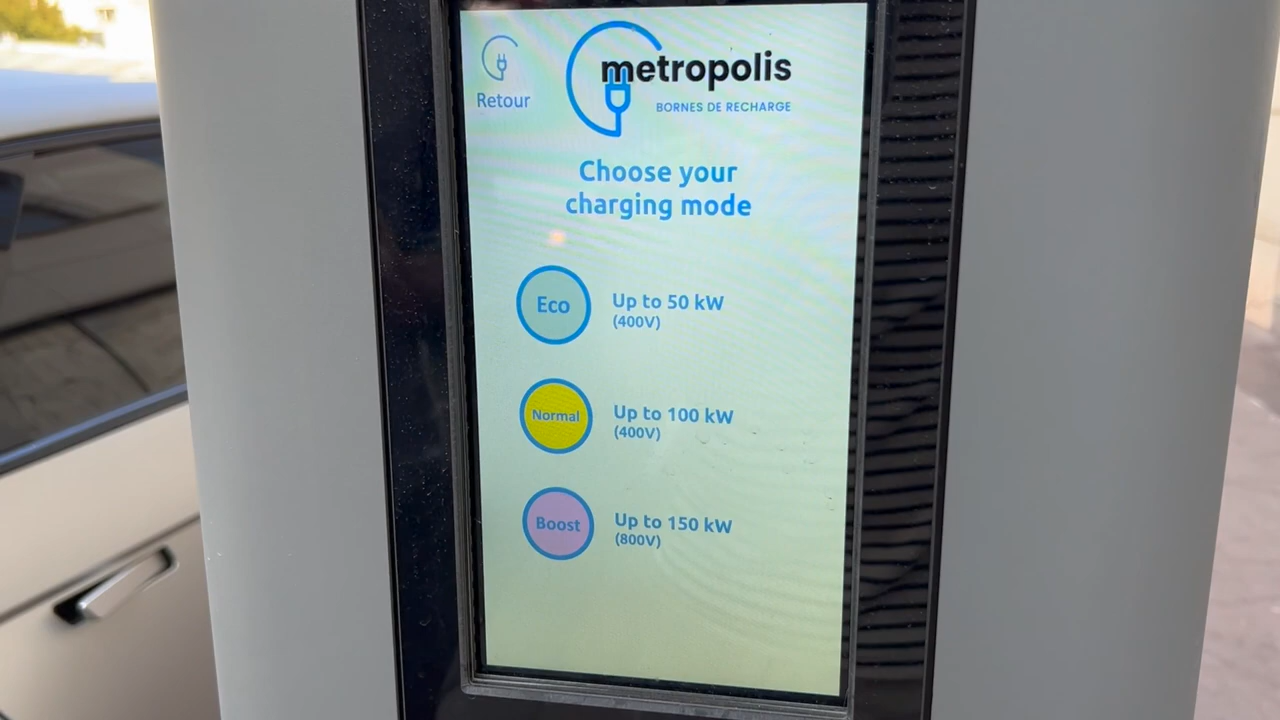 Retour
metropolis
BORNES DE RECHARGE
Choose your
charging mode
Eco
Up to 50 kW
(400V)
Normal
Up to 100 kW
(400V)
Boost
Up to 150 kW
(800V)